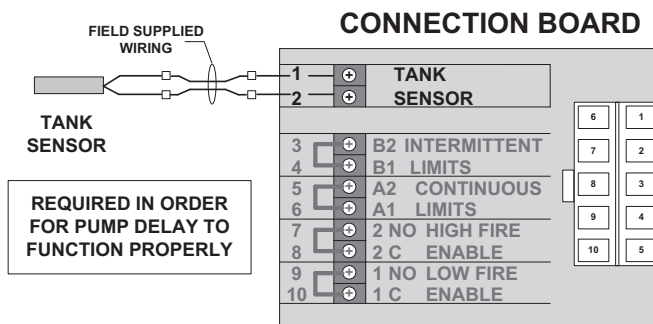 CONNECTION BOARD
FIELD SUPPLIED
WIRING
1 TANK
2 SENSOR
TANK
SENSOR
3 B2 INTERMITTENT
4 B1 LIMITS
5 A2 CONTINUOUS
6 A1 LIMITS
7 2 NO HIGH FIRE
8 2 C ENABLE
9 1 NO LOW FIRE
10 1 C ENABLE
REQUIRED IN ORDER
FOR PUMP DELAY TO
FUNCTION PROPERLY
6 1
7 2
8 3
9 4
10 5